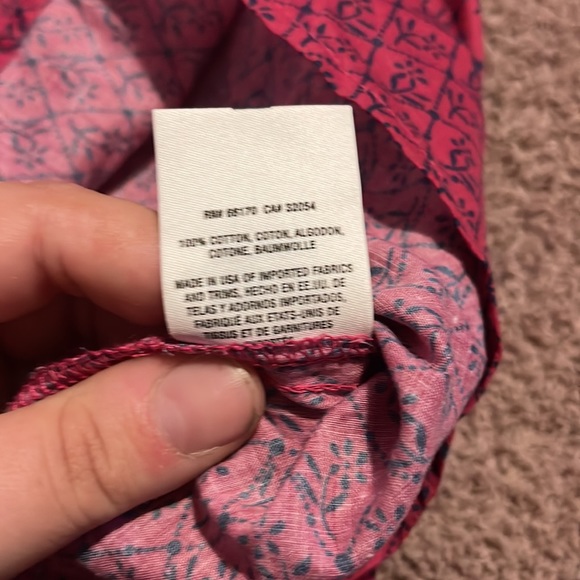 RN# 66170 CA# 32054
100% COTTON, COTON, ALGODON,
COTONE, BAUMWOLLE
MADE IN USA OF IMPORTED FABRICS
AND TRIMS, HECHO EN EE.UU. DE
TELAS Y ADORNOS IMPORTADOS,
FABRIQUE AUX ETATS-UNIS DE
TISSUS ET DE GARNITURES